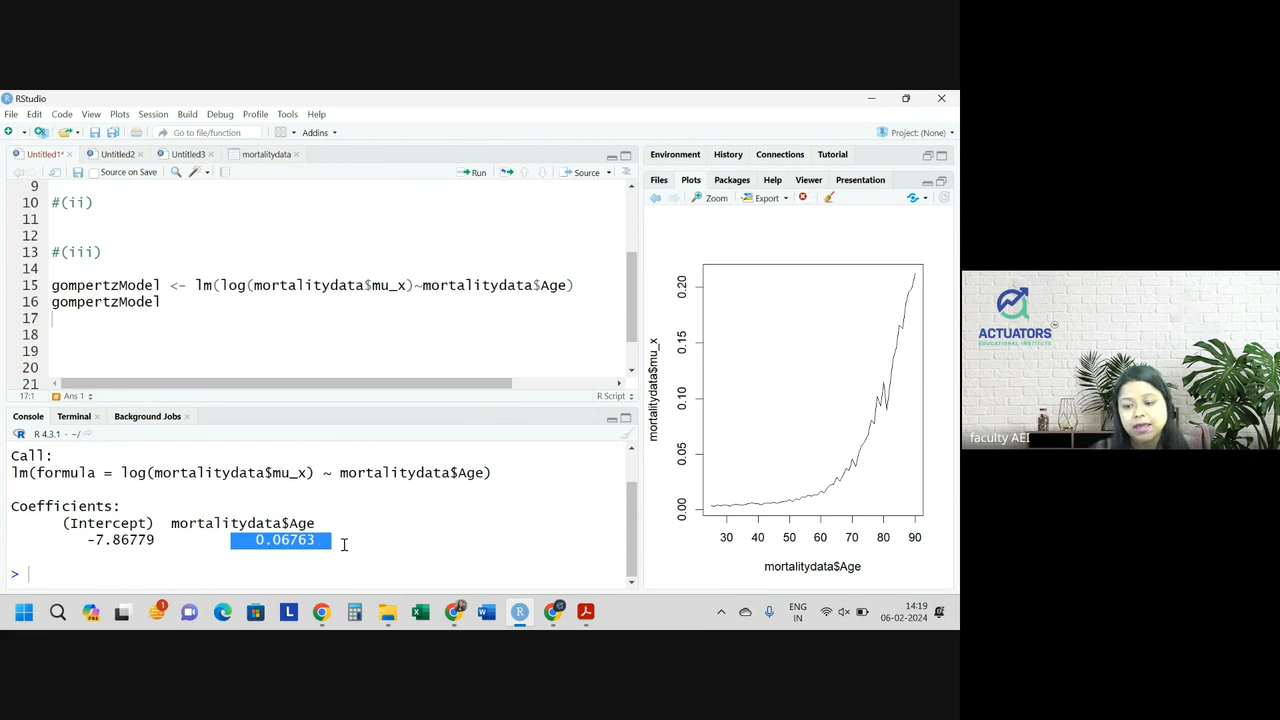 RStudio
File Edit Code View Plots Session Build Debug Profile Tools Help
Go to file/function Addins Project: (None)
Untitled1* Untitled2 Untitled3 mortalitydata
Source on Save Run Source
9
10 #(ii)
11
12
13 #(iii)
14
15 gompertzModel <- lm(log(mortalitydata$mu_x)~mortalitydata$Age)
16 gompertzModel
17
18
19
20
21
17:1 Ans 1 R Script
Console Terminal Background Jobs
R 4.3.1 · ~/
Call:
lm(formula = log(mortalitydata$mu_x) ~ mortalitydata$Age)
Coefficients:
(Intercept) mortalitydata$Age
-7.86779 0.06763
>
Environment History Connections Tutorial
Files Plots Packages Help Viewer Presentation
Zoom Export
mortalitydata$mu_x
0.20
0.15
0.10
0.05
0.00
30 40 50 60 70 80 90
mortalitydata$Age
ACTUATORS
EDUCATIONAL INSTITUTE
TM
faculty AEI
1
PRE
L
ENG
IN
14:19
06-02-2024